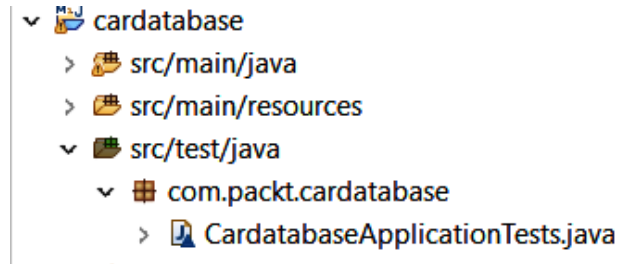 cardatabase
src/main/java
src/main/resources
src/test/java
com.packt.cardatabase
CardatabaseApplicationTests.java